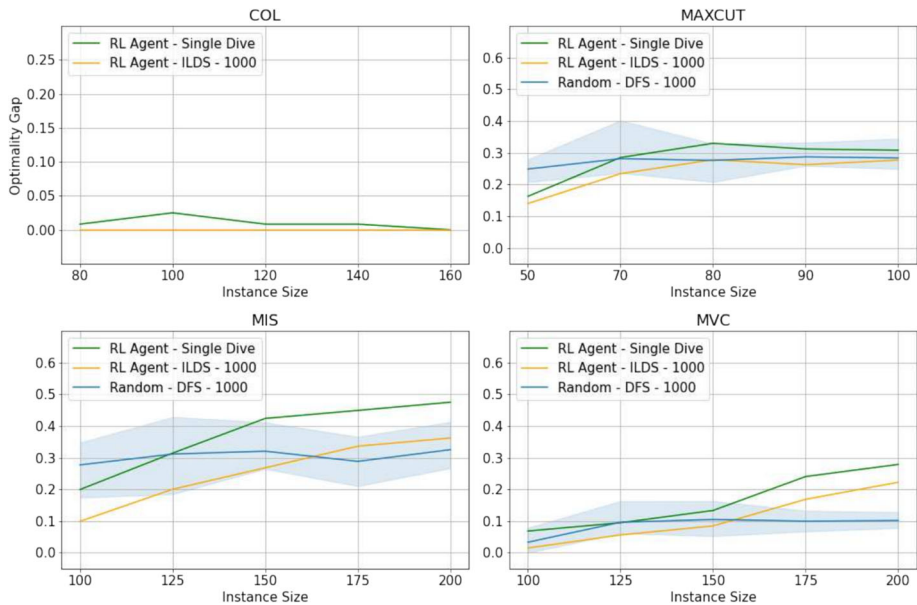 COL
RL Agent - Single Dive
RL Agent - ILDS - 1000
0.25
0.20
0.15
0.10
0.05
0.00
Optimality Gap
80 100 120 140 160
Instance Size
MAXCUT
RL Agent - Single Dive
RL Agent - ILDS - 1000
Random - DFS - 1000
0.6
0.5
0.4
0.3
0.2
0.1
0.0
50 70 80 90 100
Instance Size
MIS
RL Agent - Single Dive
RL Agent - ILDS - 1000
Random - DFS - 1000
0.6
0.5
0.4
0.3
0.2
0.1
0.0
100 125 150 175 200
Instance Size
MVC
RL Agent - Single Dive
RL Agent - ILDS - 1000
Random - DFS - 1000
0.6
0.5
0.4
0.3
0.2
0.1
0.0
100 125 150 175 200
Instance Size